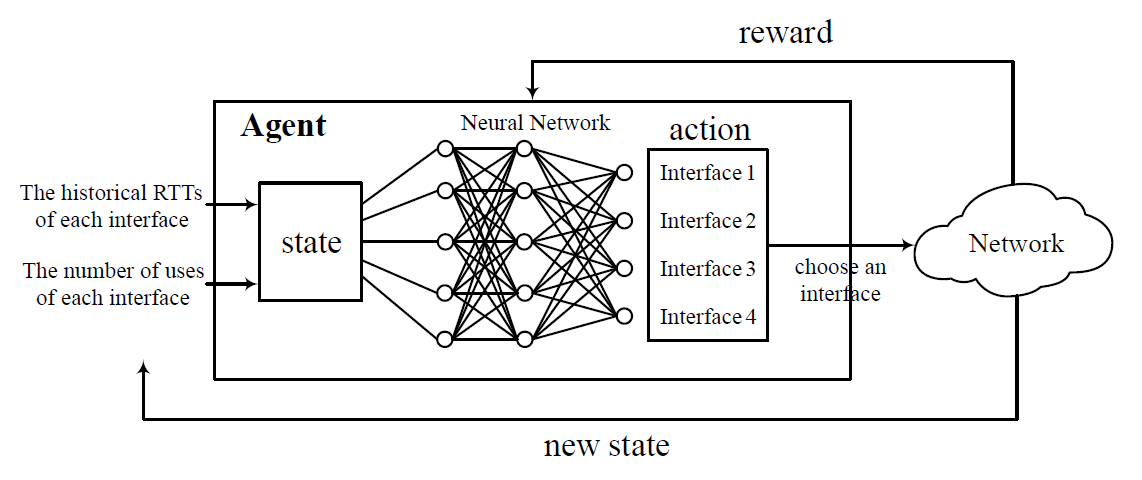 reward
Agent
Neural Network
action
The historical RTTs
of each interface
The number of uses
of each interface
state
Interface 1
Interface 2
Interface 3
Interface 4
choose an
interface
Network
new state